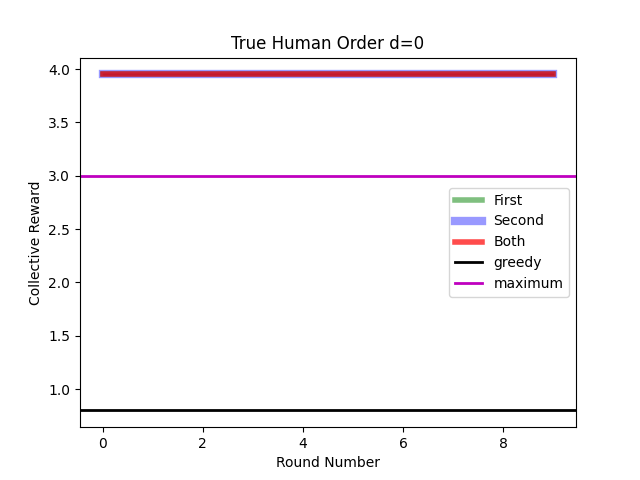 True Human Order d=0
4.0
3.5
3.0
2.5
2.0
1.5
1.0
Collective Reward
First
Second
Both
greedy
maximum
0 2 4 6 8
Round Number